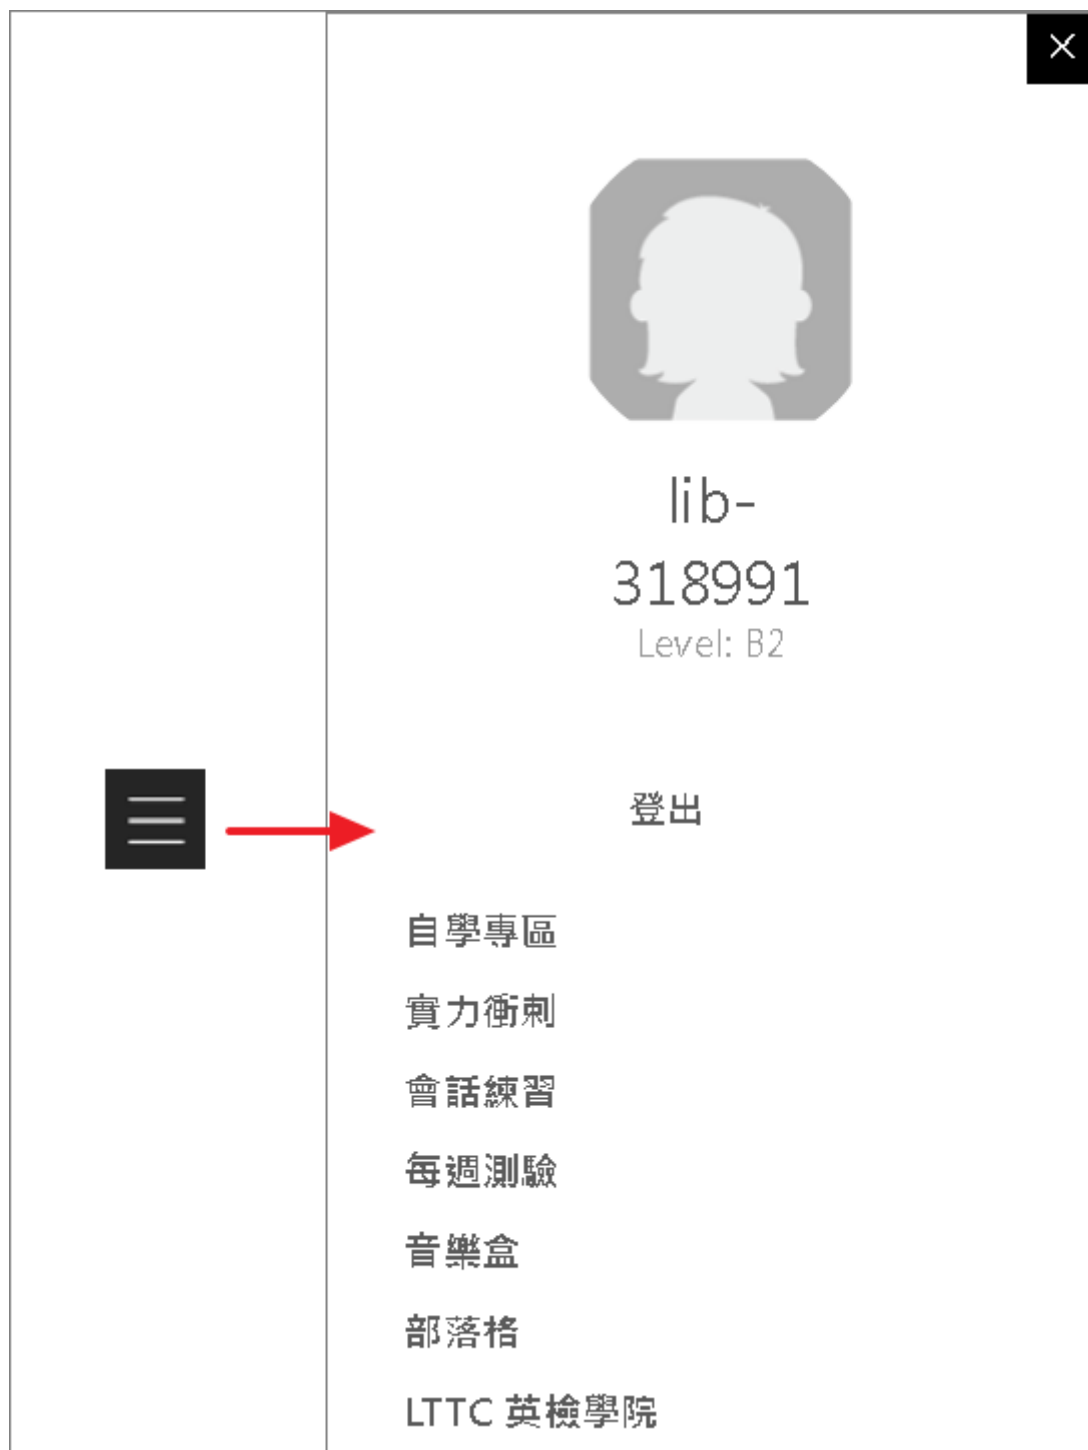 lib-
318991
Level: B2
登出
自學專區
實力衝刺
會話練習
每週測驗
音樂盒
部落格
LTTC 英檢學院